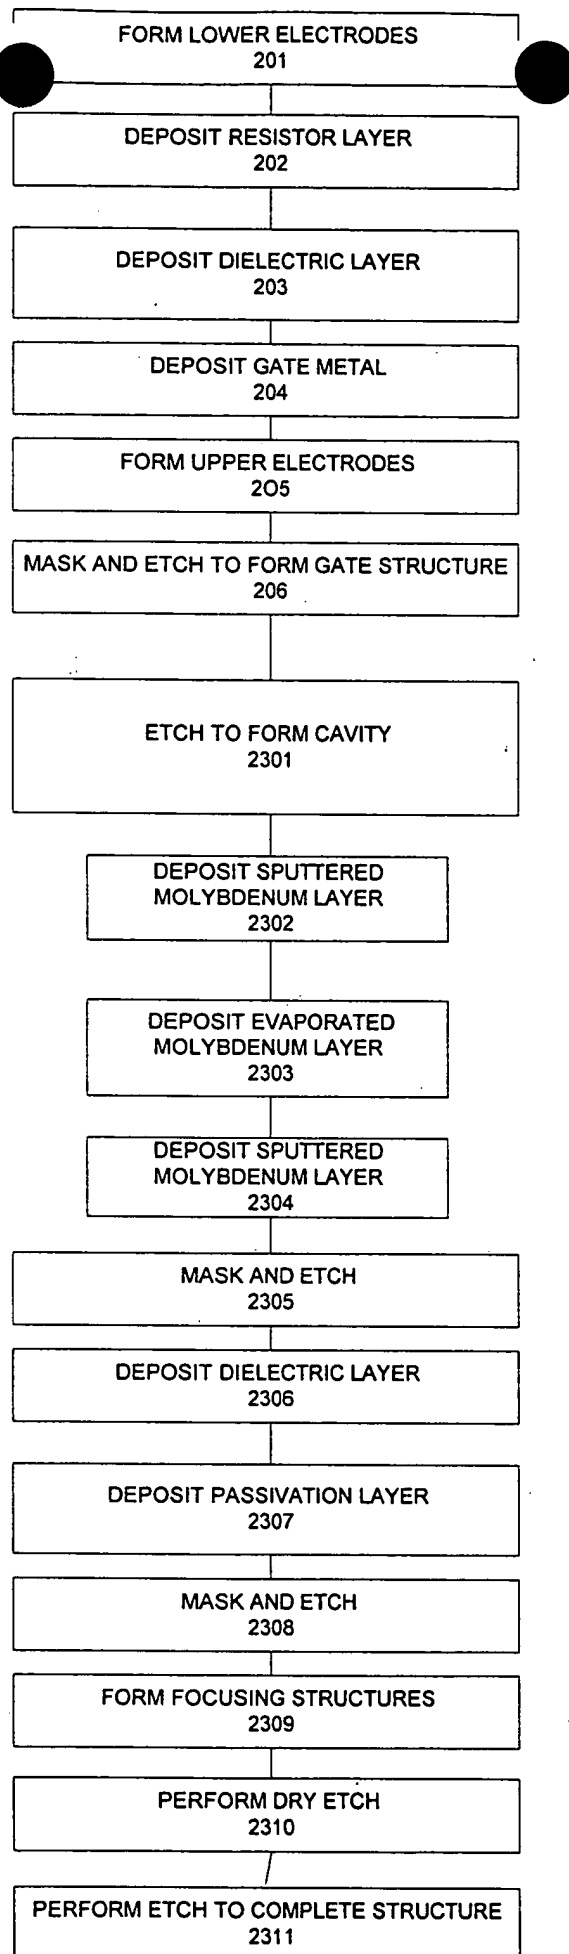 FORM LOWER ELECTRODES
201
DEPOSIT RESISTOR LAYER
202
DEPOSIT DIELECTRIC LAYER
203
DEPOSIT GATE METAL
204
FORM UPPER ELECTRODES
205
MASK AND ETCH TO FORM GATE STRUCTURE
206
ETCH TO FORM CAVITY
2301
DEPOSIT SPUTTERED
MOLYBDENUM LAYER
2302
DEPOSIT EVAPORATED
MOLYBDENUM LAYER
2303
DEPOSIT SPUTTERED
MOLYBDENUM LAYER
2304
MASK AND ETCH
2305
DEPOSIT DIELECTRIC LAYER
2306
DEPOSIT PASSIVATION LAYER
2307
MASK AND ETCH
2308
FORM FOCUSING STRUCTURES
2309
PERFORM DRY ETCH
2310
PERFORM ETCH TO COMPLETE STRUCTURE
2311